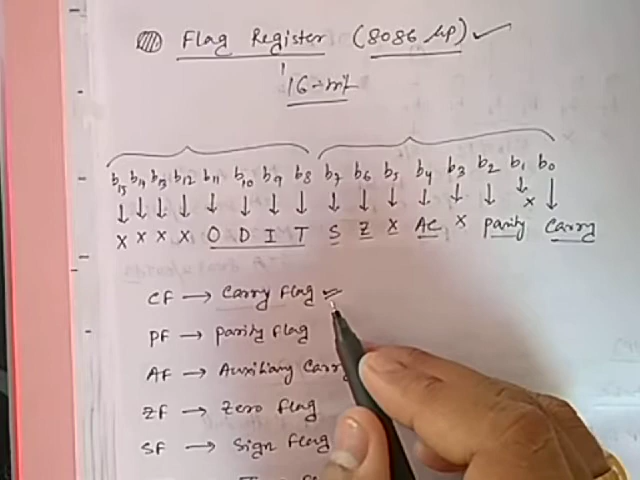 Flag Register (8086 μP)
16-bit
b15 b14 b13 b12 b11 b10 b9 b8 b7 b6 b5 b4 b3 b2 b1 b0
x x x x O D I T S Z x AC x parity x carry
CF → Carry Flag
PF → parity Flag
AF → Auxiliary Carry
ZF → Zero Flag
SF → Sign Flag